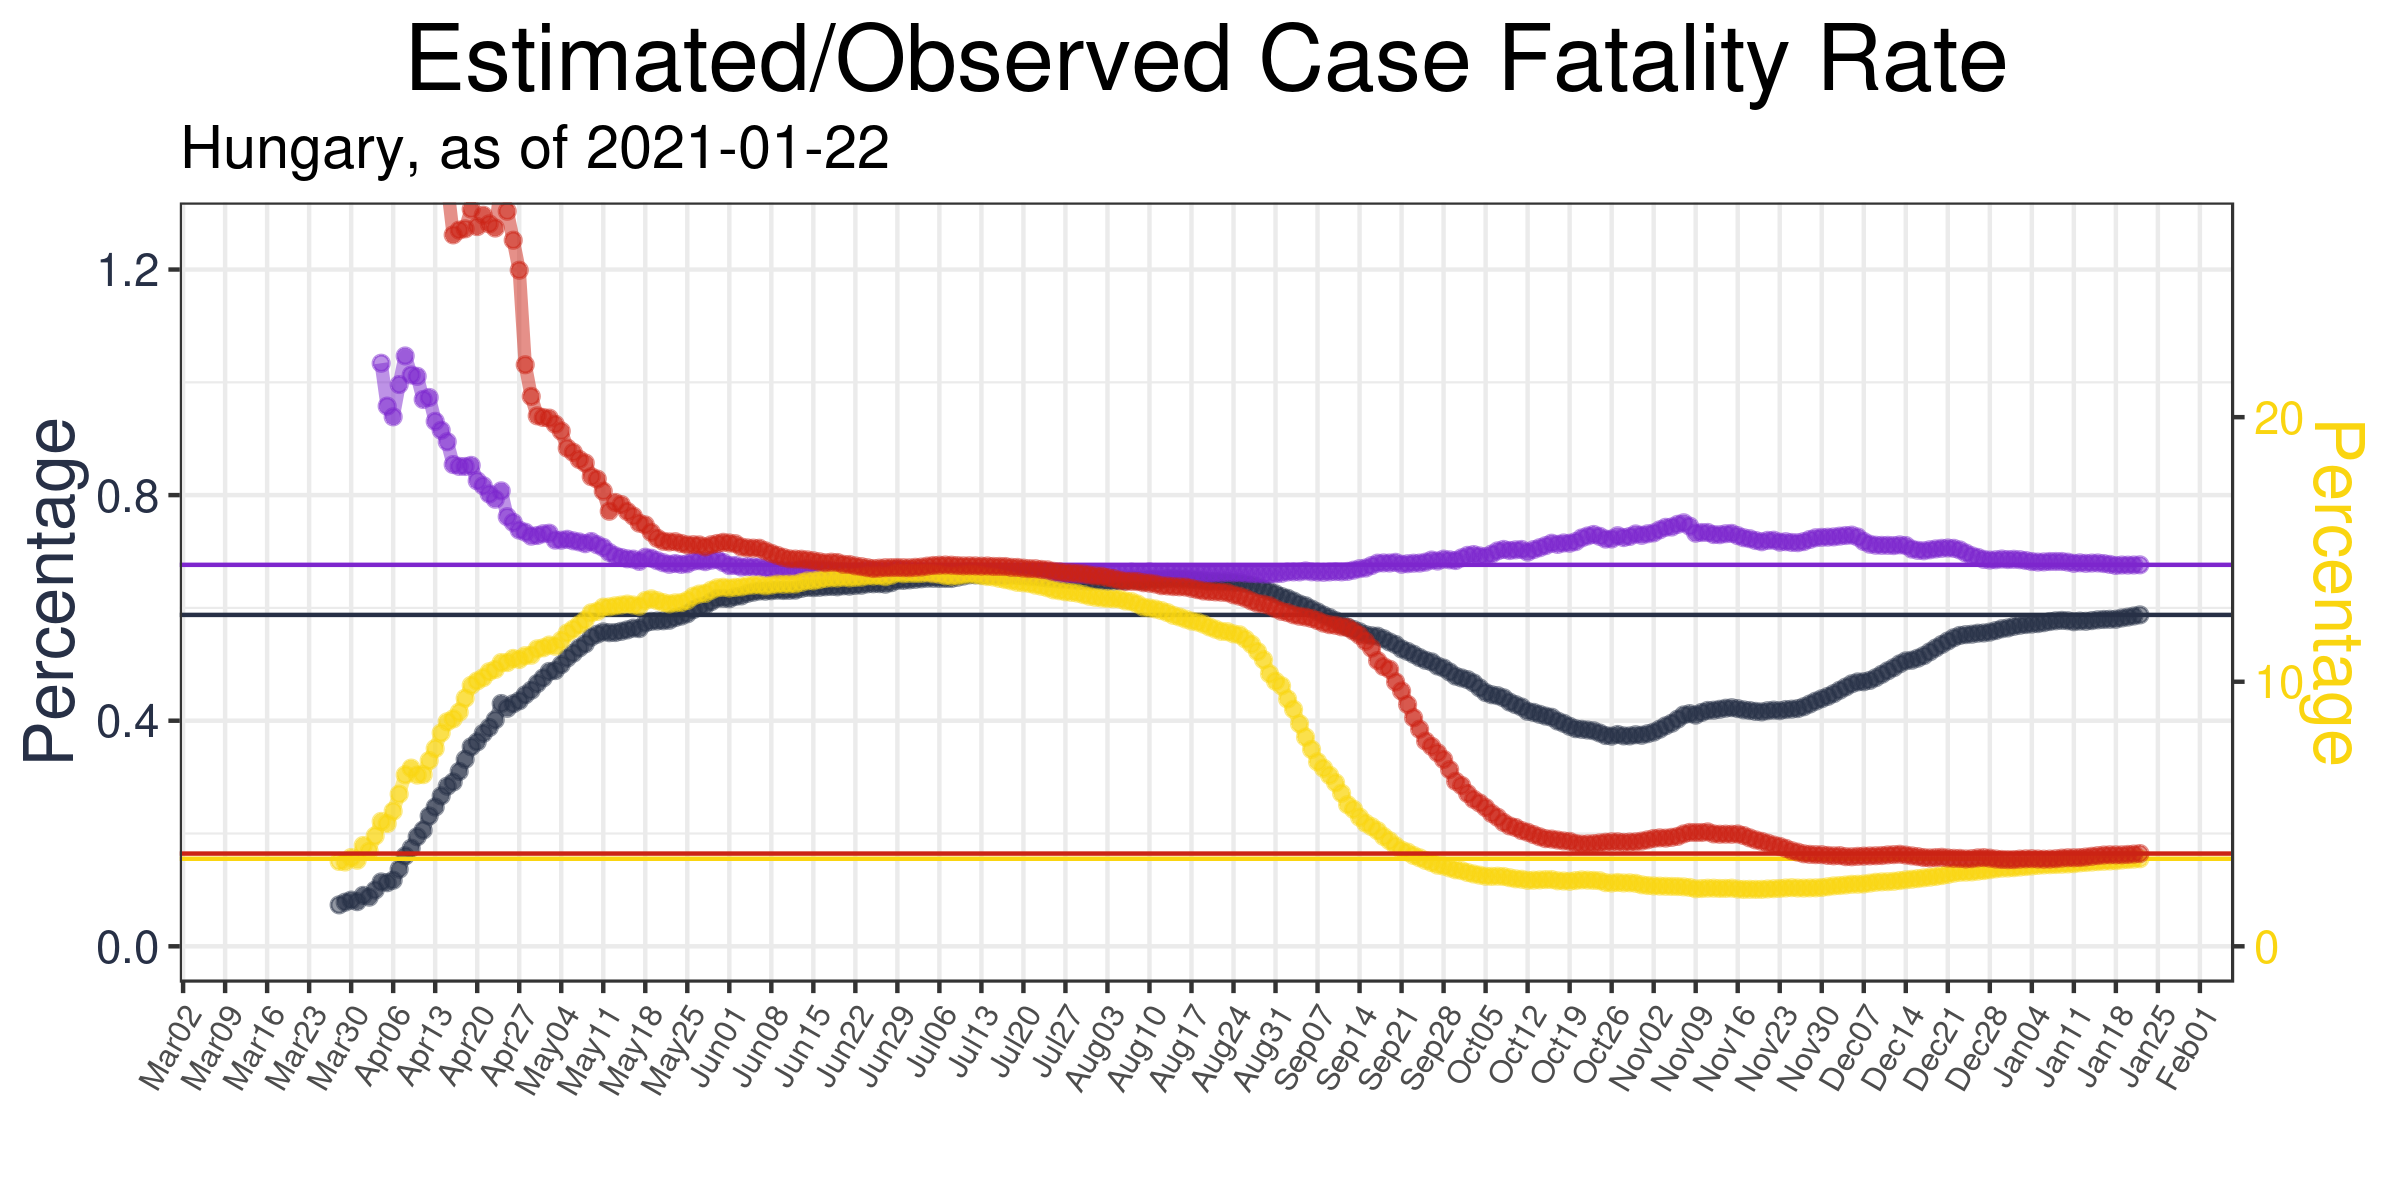 Estimated/Observed Case Fatality Rate
Hungary, as of 2021-01-22
Percentage
1.2
0.8
0.4
0.0
20
10
0
Percentage
Mar02
Mar09
Mar16
Mar23
Mar30
Apr06
Apr13
Apr20
Apr27
May04
May11
May18
May25
Jun01
Jun08
Jun15
Jun22
Jun29
Jul06
Jul13
Jul20
Jul27
Aug03
Aug10
Aug17
Aug24
Aug31
Sep07
Sep14
Sep21
Sep28
Oct05
Oct12
Oct19
Oct26
Nov02
Nov09
Nov16
Nov23
Nov30
Dec07
Dec14
Dec21
Dec28
Jan04
Jan11
Jan18
Jan25
Feb01